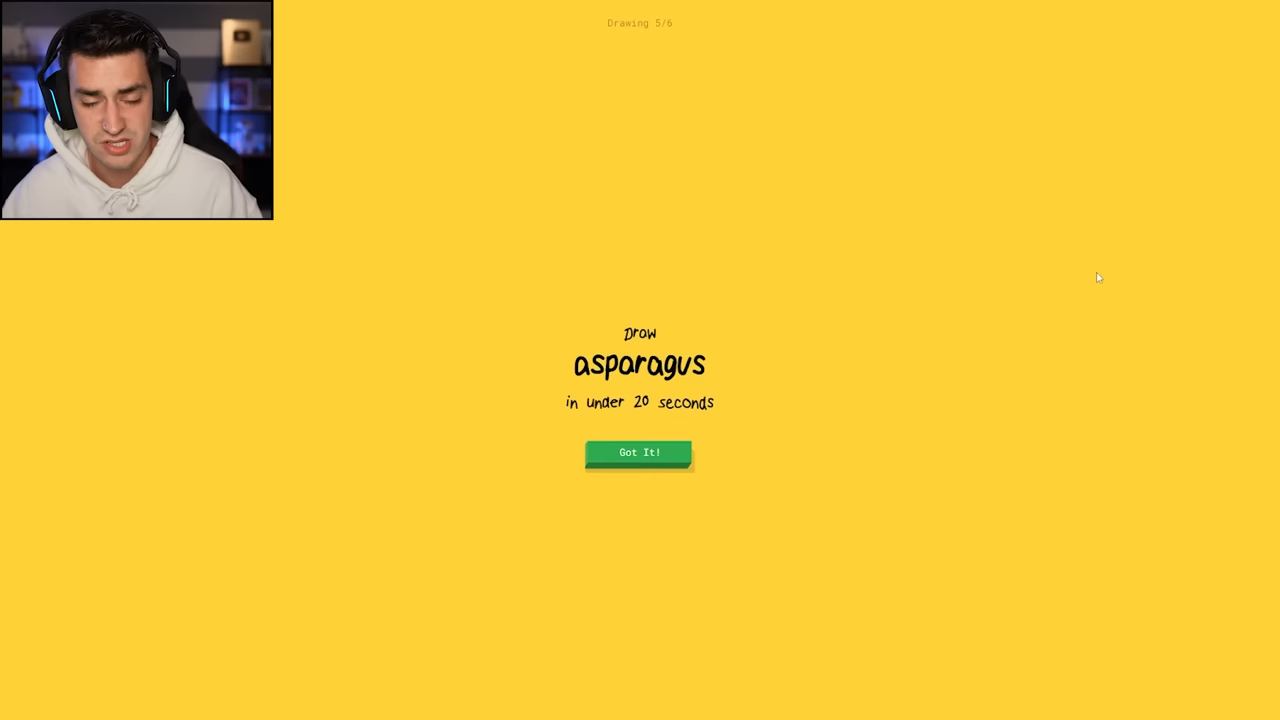 Drawing 5/6
Draw
asparagus
in under 20 seconds
Got It!